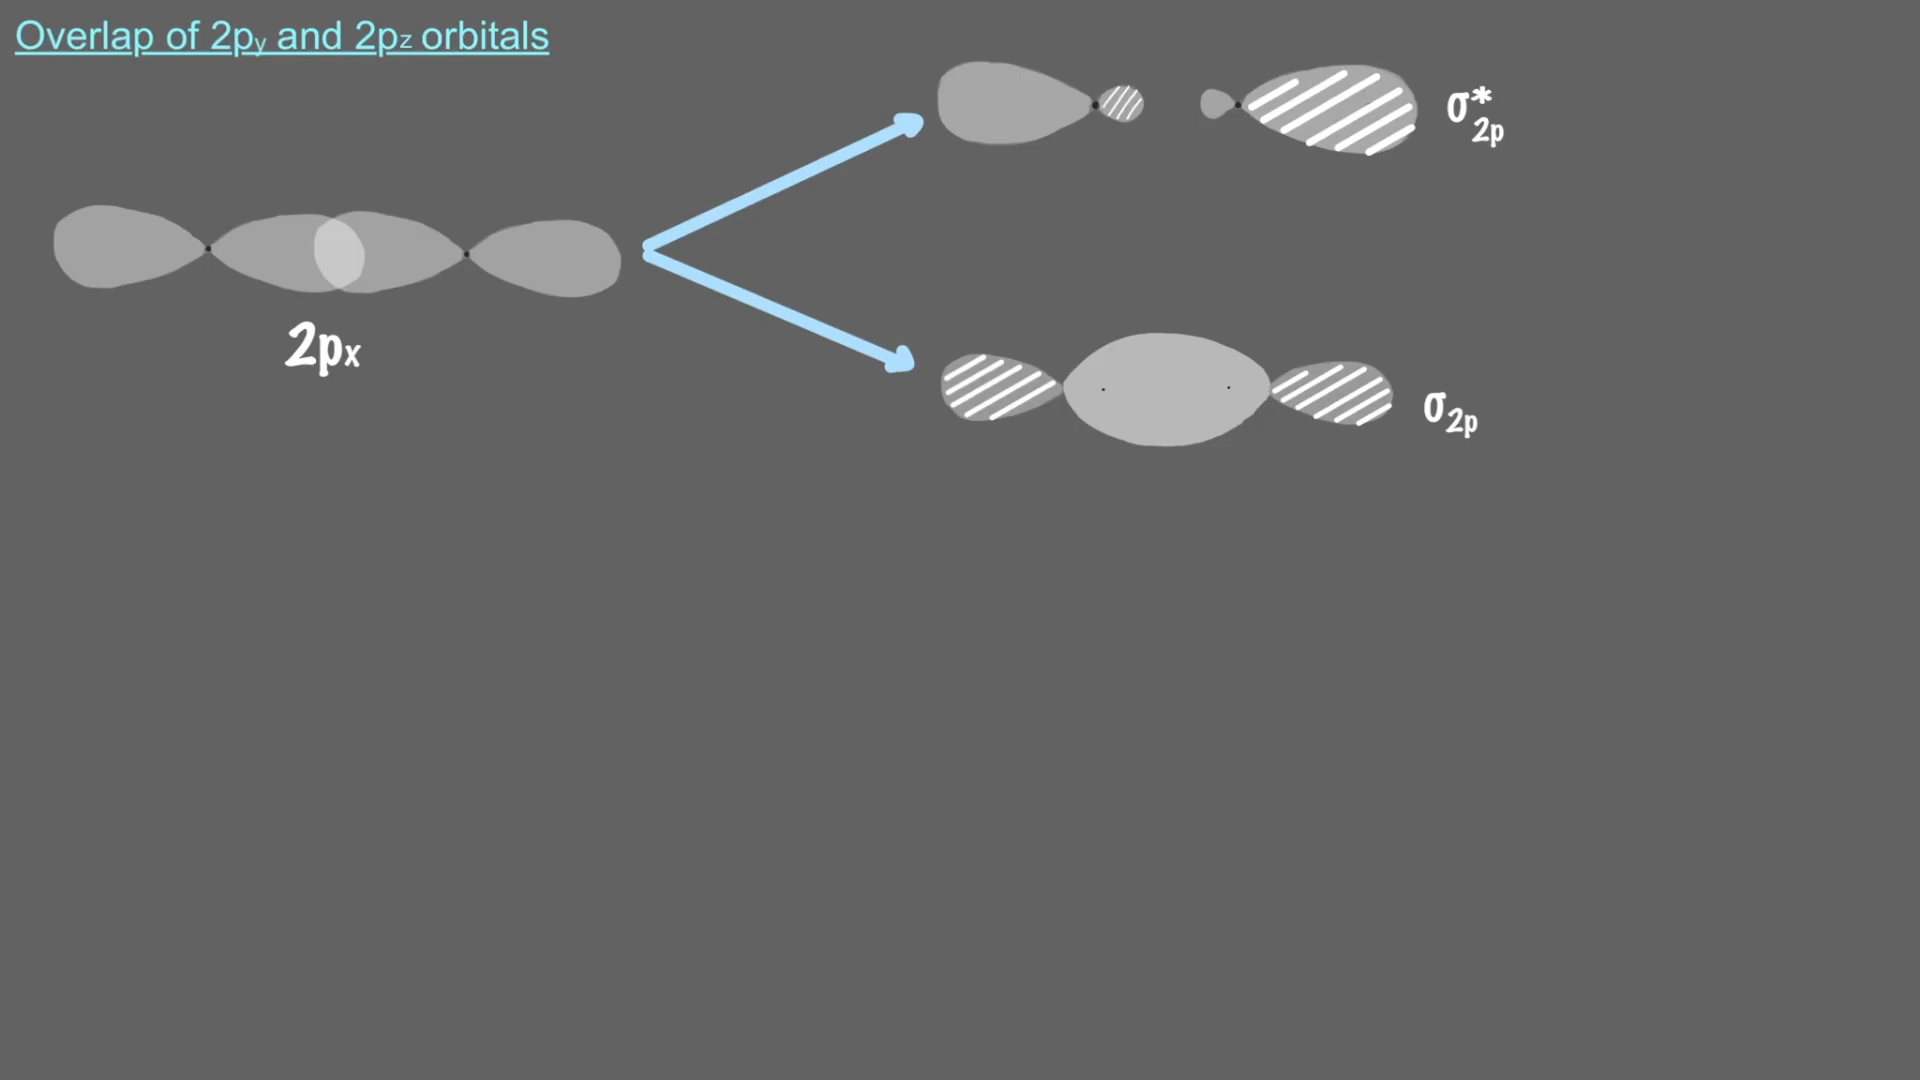 Overlap of 2py and 2pz orbitals
σ*2p
2px
σ2p